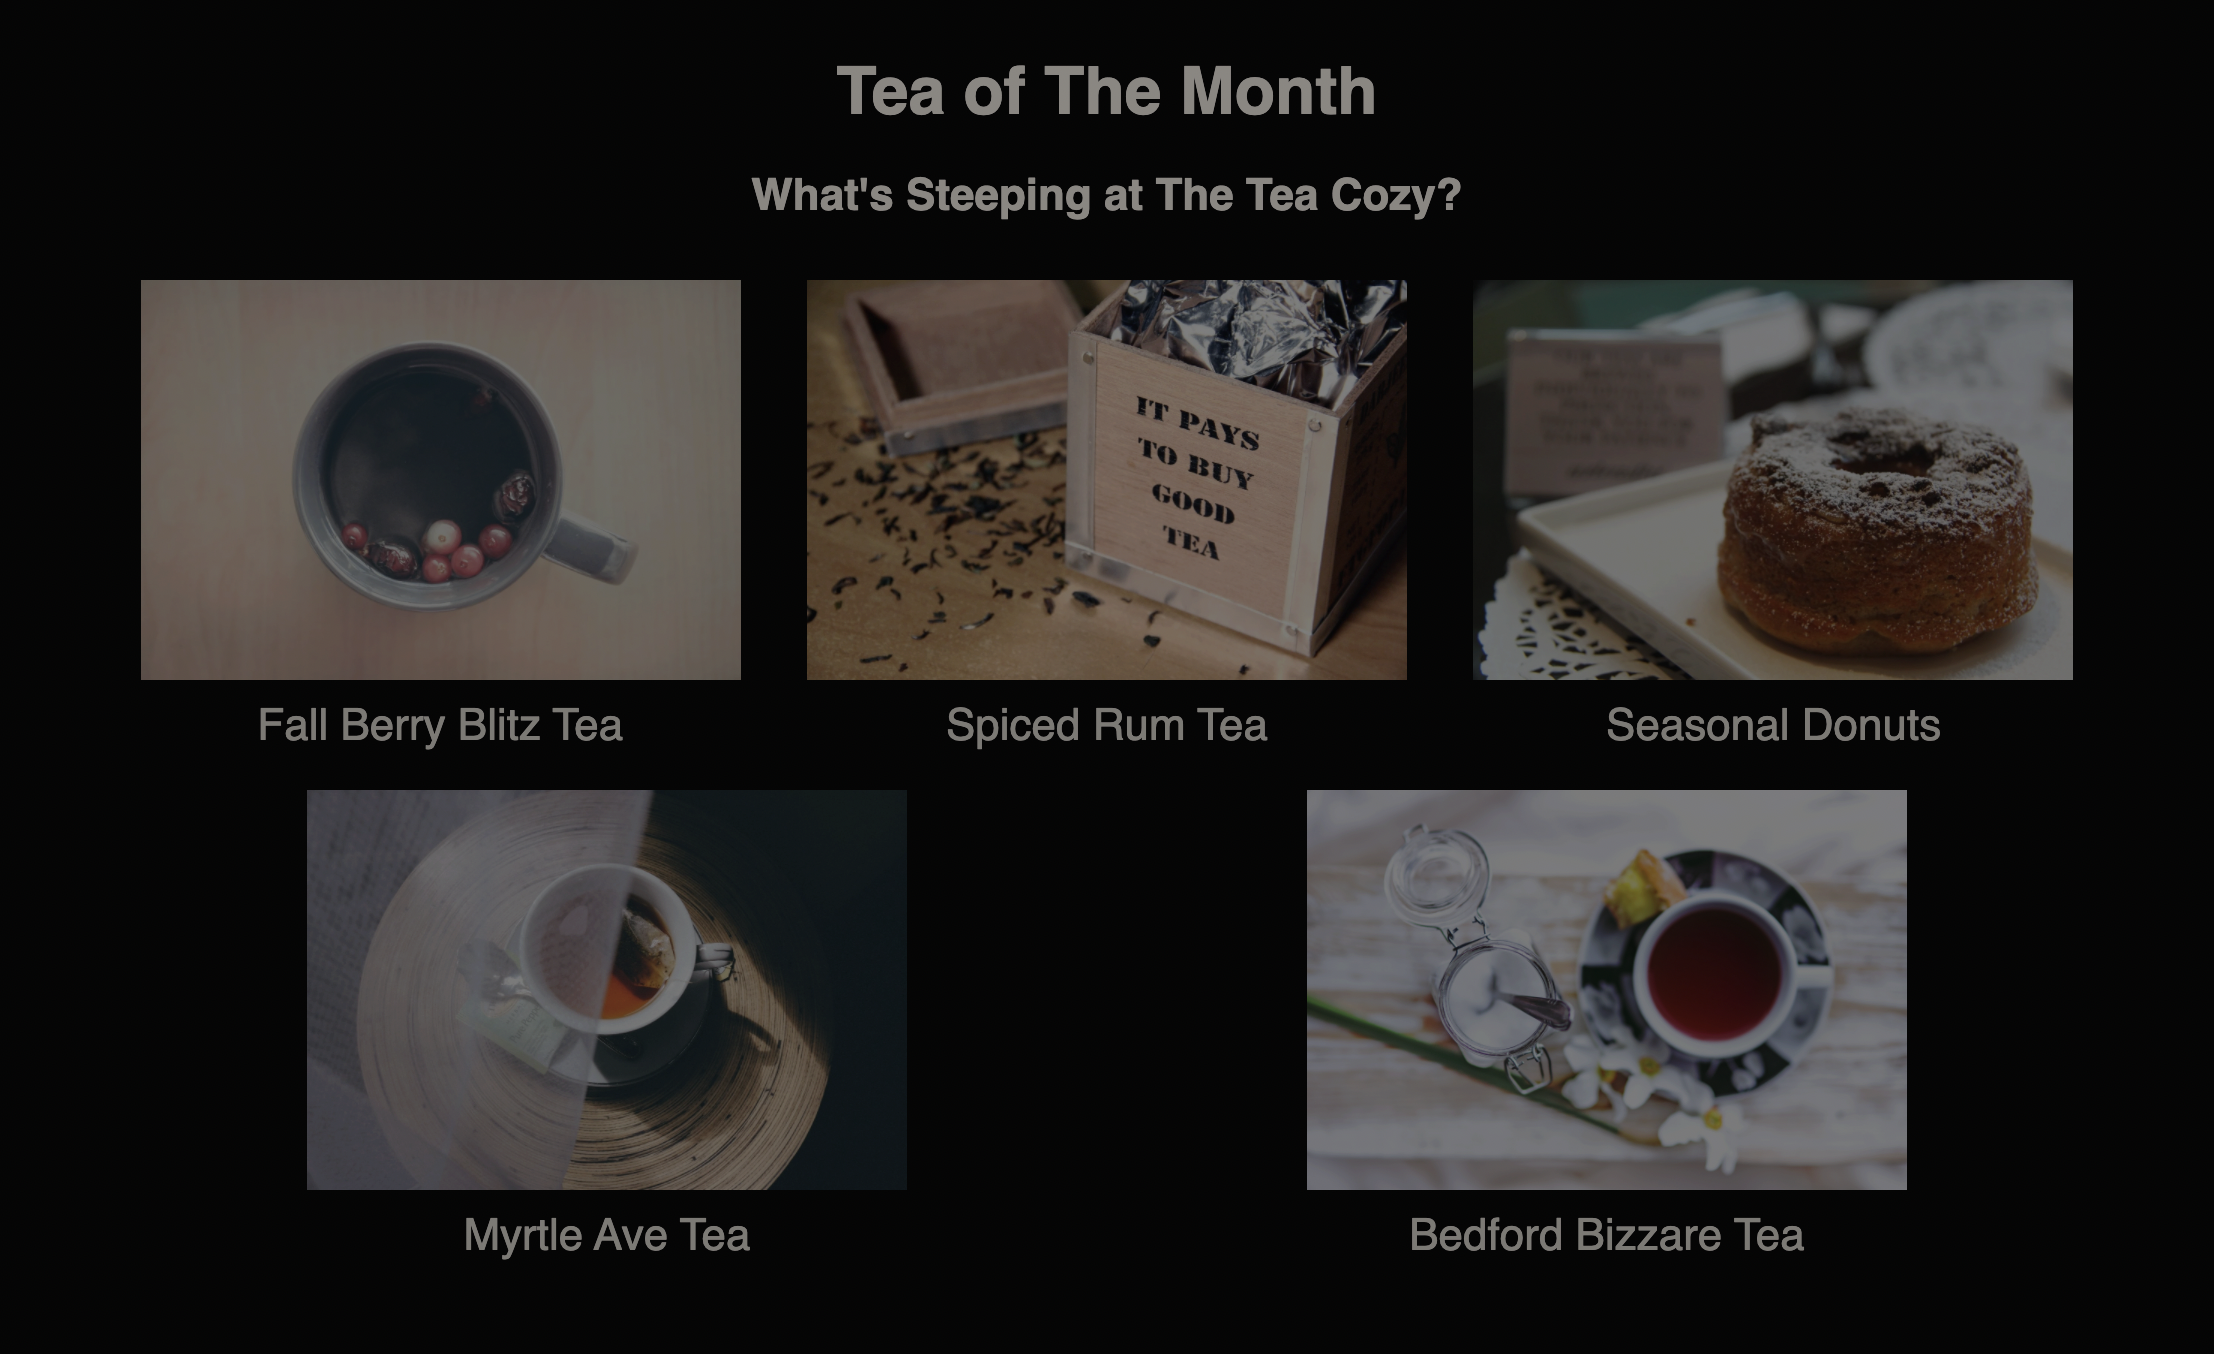 Tea of The Month
What's Steeping at The Tea Cozy?
IT PAYS
TO BUY
GOOD
TEA
Fall Berry Blitz Tea
Spiced Rum Tea
Seasonal Donuts
Myrtle Ave Tea
Bedford Bizzare Tea